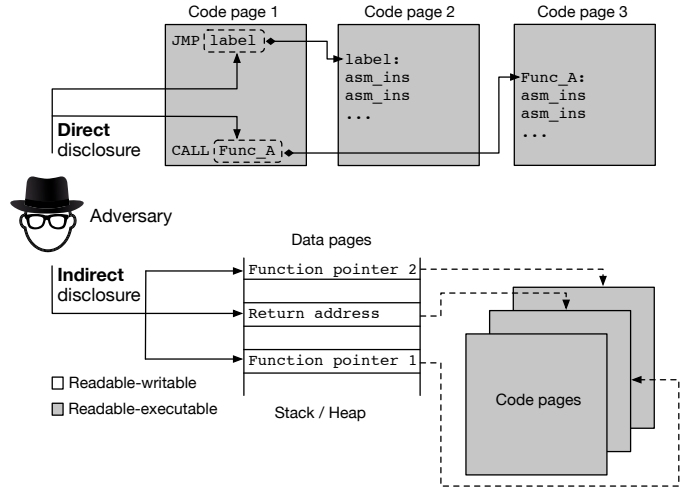 Code page 1
Code page 2
Code page 3
JMP label
label:
asm_ins
asm_ins
...
Func_A:
asm_ins
asm_ins
...
Direct
disclosure
CALL Func_A
Adversary
Data pages
Indirect
disclosure
Function pointer 2
Return address
Function pointer 1
Readable-writable
Readable-executable
Stack / Heap
Code pages